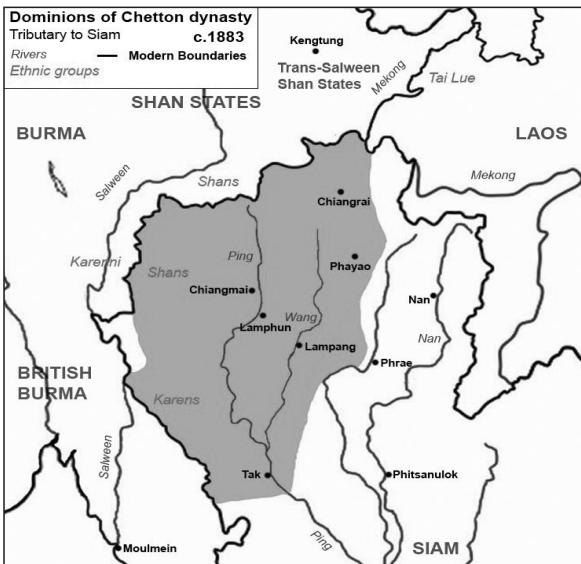 Dominions of Chetton dynasty
Tributary to Siam c.1883
Rivers Modern Boundaries
Ethnic groups
Kengtung
Trans-Salween
Shan States
Mekong
Tai Lue
SHAN STATES
BURMA
LAOS
Salween
Shans
Mekong
Chiangrai
Karenni
Shans
Ping
Phayao
Chiangmai
Nan
Lamphun
Wang
Nan
Lampang
Phrae
BRITISH
BURMA
Karens
Salween
Tak
Phitsanulok
Ping
Moulmein
SIAM